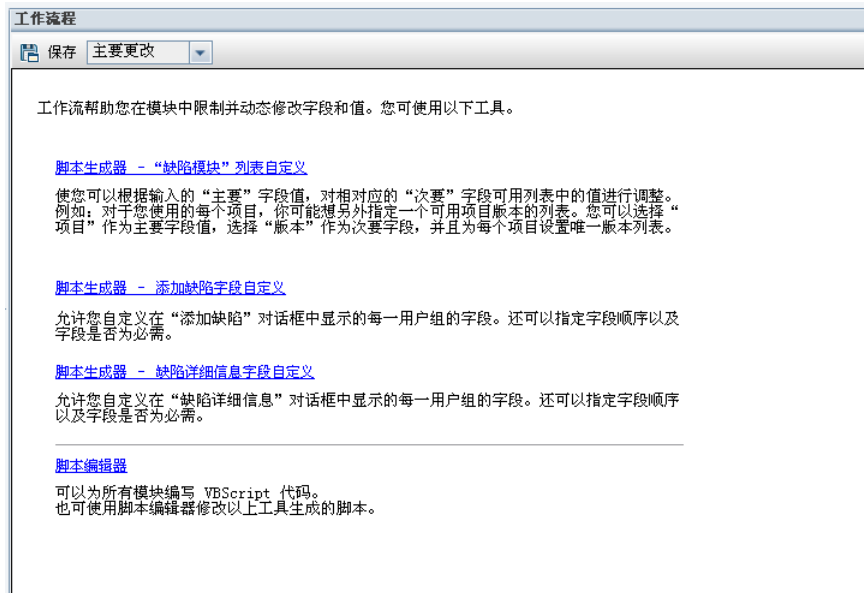 工作流程
保存 主要更改
工作流帮助您在模块中限制并动态修改字段和值。您可使用以下工具。
脚本生成器 - “缺陷模块”列表自定义
使您可以根据输入的“主要”字段值，对相对应的“次要”字段可用列表中的值进行调整。
例如：对于您使用的每个项目，你可能想另外指定一个可用项目版本的列表。您可以选择“
项目”作为主要字段值，选择“版本”作为次要字段，并且为每个项目设置唯一版本列表。
脚本生成器 - 添加缺陷字段自定义
允许您自定义在“添加缺陷”对话框中显示的每一用户组的字段。还可以指定字段顺序以及
字段是否为必需。
脚本生成器 - 缺陷详细信息字段自定义
允许您自定义在“缺陷详细信息”对话框中显示的每一用户组的字段。还可以指定字段顺序
以及字段是否为必需。
脚本编辑器
可以为所有模块编写 VBScript 代码。
也可使用脚本编辑器修改以上工具生成的脚本。